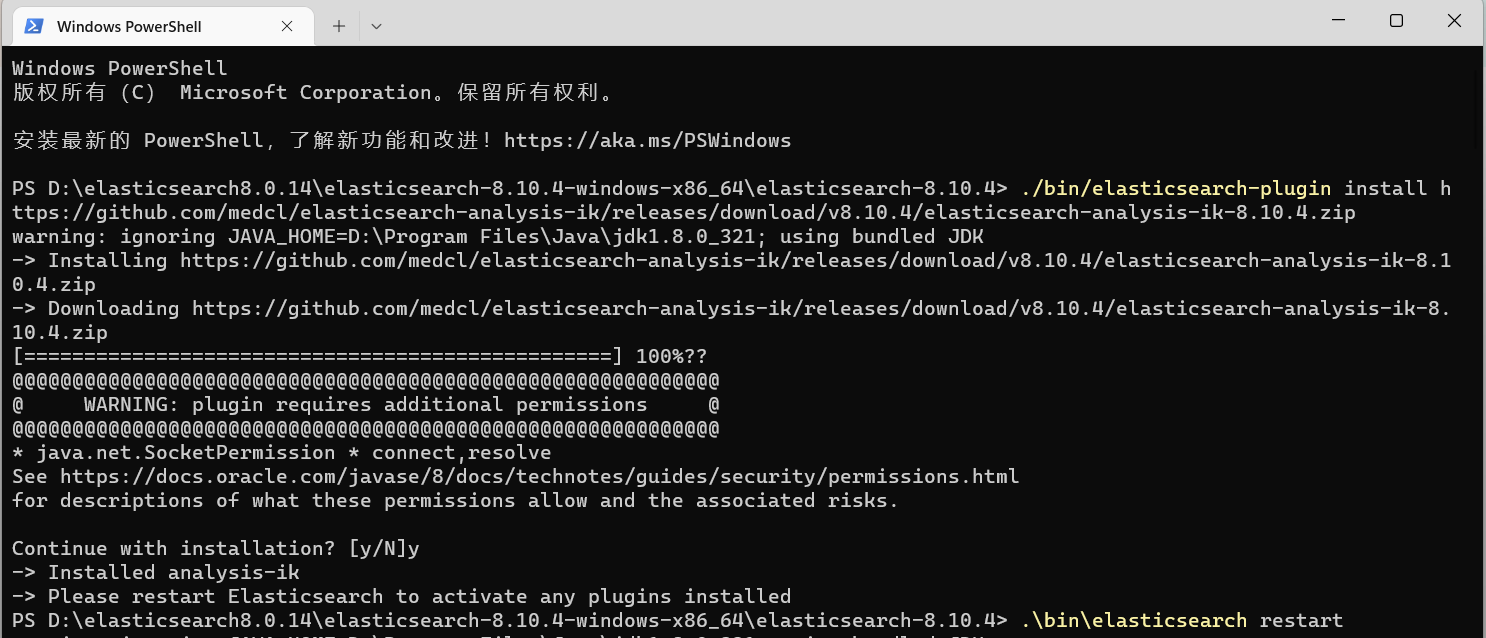 Windows PowerShell
Windows PowerShell
版权所有（C） Microsoft Corporation。保留所有权利。
安装最新的 PowerShell，了解新功能和改进！https://aka.ms/PSWindows
PS D:\elasticsearch8.0.14\elasticsearch-8.10.4-windows-x86_64\elasticsearch-8.10.4> ./bin/elasticsearch-plugin install h
ttps://github.com/medcl/elasticsearch-analysis-ik/releases/download/v8.10.4/elasticsearch-analysis-ik-8.10.4.zip
warning: ignoring JAVA_HOME=D:\Program Files\Java\jdk1.8.0_321; using bundled JDK
-> Installing https://github.com/medcl/elasticsearch-analysis-ik/releases/download/v8.10.4/elasticsearch-analysis-ik-8.1
0.4.zip
-> Downloading https://github.com/medcl/elasticsearch-analysis-ik/releases/download/v8.10.4/elasticsearch-analysis-ik-8.
10.4.zip
[=================================================] 100%??
@@@@@@@@@@@@@@@@@@@@@@@@@@@@@@@@@@@@@@@@@@@@@@@@@@@@@@@@@@@
@     WARNING: plugin requires additional permissions     @
@@@@@@@@@@@@@@@@@@@@@@@@@@@@@@@@@@@@@@@@@@@@@@@@@@@@@@@@@@@
* java.net.SocketPermission * connect,resolve
See https://docs.oracle.com/javase/8/docs/technotes/guides/security/permissions.html
for descriptions of what these permissions allow and the associated risks.
Continue with installation? [y/N]y
-> Installed analysis-ik
-> Please restart Elasticsearch to activate any plugins installed
PS D:\elasticsearch8.0.14\elasticsearch-8.10.4-windows-x86_64\elasticsearch-8.10.4> .\bin\elasticsearch restart